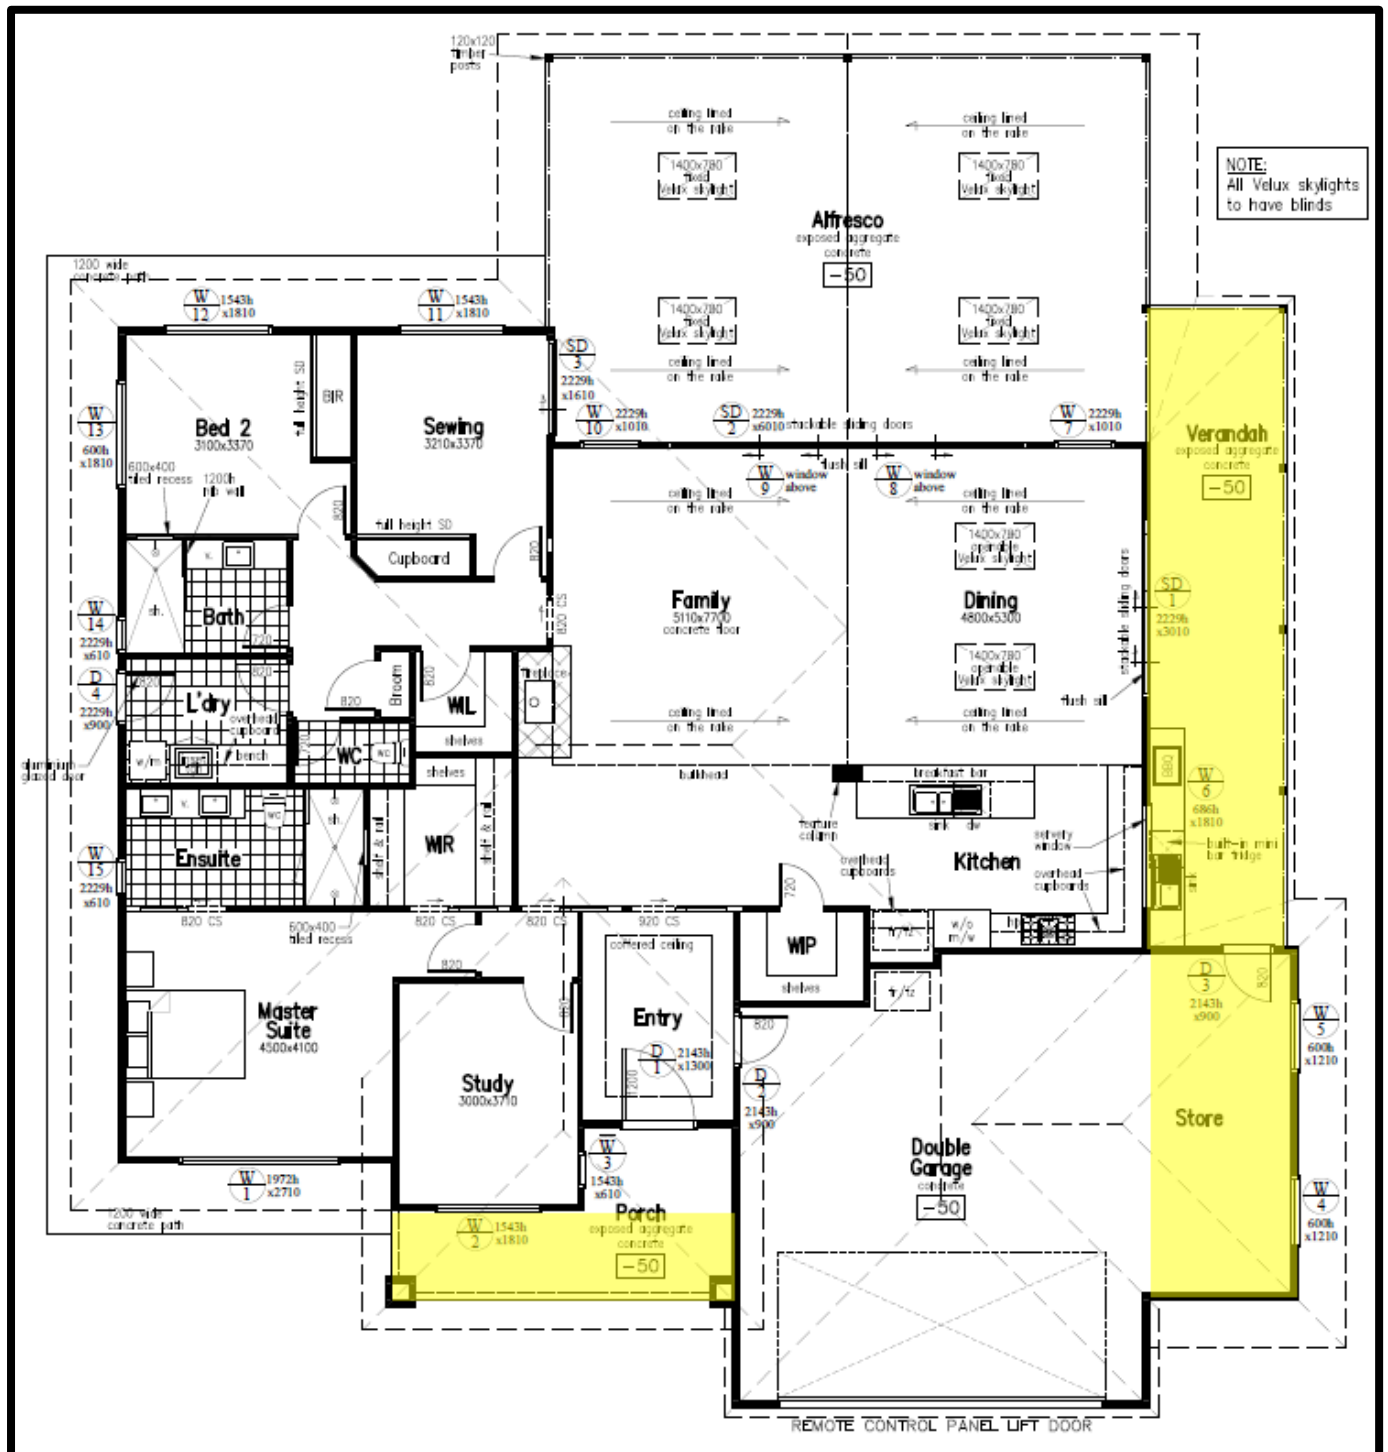 120x120
timber
posts
ceiling lined
on the rake
ceiling lined
on the rake
1400x780
fixed
Velux skylight
1400x780
fixed
Velux skylight
NOTE:
All Velux skylights
to have blinds
Alfresco
exposed aggregate
concrete
-50
1200 wide
concrete path
W
12
1543h
x1810
W
11
1543h
x1810
1400x780
fixed
Velux skylight
1400x780
fixed
Velux skylight
ceiling lined
on the rake
ceiling lined
on the rake
SD
3
2229h
x1610
full height SD
BIR
W
13
600h
x1810
Bed 2
3100x3370
Sewing
3210x3370
W
10
2229h
x1010
SD
2
2229h
x6010
stackable sliding doors
W
7
2229h
x1010
Verandah
exposed aggregate
concrete
-50
600x400
tiled recess
1200h
nib wall
W
9
window
above
flush sill
W
8
window
above
820
full height SD
Cupboard
820
ceiling lined
on the rake
ceiling lined
on the rake
1400x780
openable
Velux skylight
v.
sh.
Bath
720
W
14
2229h
x610
820 CS
Family
5110x7700
concrete floor
Dining
4800x5300
stackable sliding doors
SD
1
2229h
x3010
1400x780
openable
Velux skylight
flush sill
D
4
2229h
x900
820
820
L'dry
overhead
cupboard
820
Broom
820
WIL
shelves
fireplace
ceiling lined
on the rake
ceiling lined
on the rake
aluminium
glazed door
w/m
bench
720
WC
WC
bulkhead
breakfast bar
BBQ
W
6
686h
x1810
shelves
v.
WC
sh.
shelf & rail
WIR
shelf & rail
feature
column
sink
dw
servery
window
built-in mini
bar fridge
sink
W
15
2229h
x610
Ensuite
overhead
cupboards
Kitchen
overhead
cupboards
720
820 CS
600x400
tiled recess
820 CS
820 CS
920 CS
coffered ceiling
WIP
shelves
fr/fz
w/o
m/w
hp
820
fr/fz
D
3
2143h
x900
820
Master
Suite
4500x4100
820
Entry
D
1
2143h
x1300
1200
820
D
2
2143h
x900
W
5
600h
x1210
Study
3000x3710
Store
W
3
1543h
x610
Double
Garage
concrete
-50
W
1
1972h
x2710
W
4
600h
x1210
1200 wide
concrete path
W
2
1543h
x1810
Porch
exposed aggregate
concrete
-50
REMOTE CONTROL PANEL LIFT DOOR